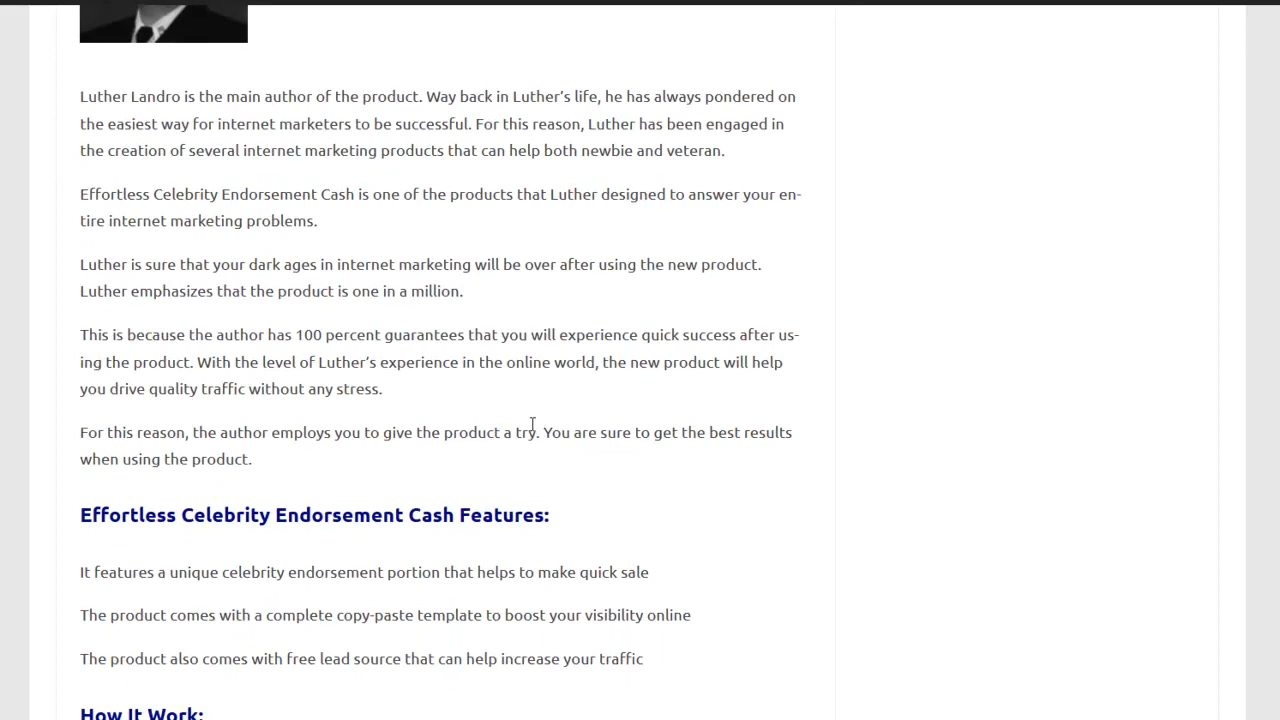 Luther Landro is the main author of the product. Way back in Luther's life, he has always pondered on
the easiest way for internet marketers to be successful. For this reason, Luther has been engaged in
the creation of several internet marketing products that can help both newbie and veteran.
Effortless Celebrity Endorsement Cash is one of the products that Luther designed to answer your en-
tire internet marketing problems.
Luther is sure that your dark ages in internet marketing will be over after using the new product.
Luther emphasizes that the product is one in a million.
This is because the author has 100 percent guarantees that you will experience quick success after us-
ing the product. With the level of Luther's experience in the online world, the new product will help
you drive quality traffic without any stress.
For this reason, the author employs you to give the product a try. You are sure to get the best results
when using the product.
Effortless Celebrity Endorsement Cash Features:
It features a unique celebrity endorsement portion that helps to make quick sale
The product comes with a complete copy-paste template to boost your visibility online
The product also comes with free lead source that can help increase your traffic
How It Work: